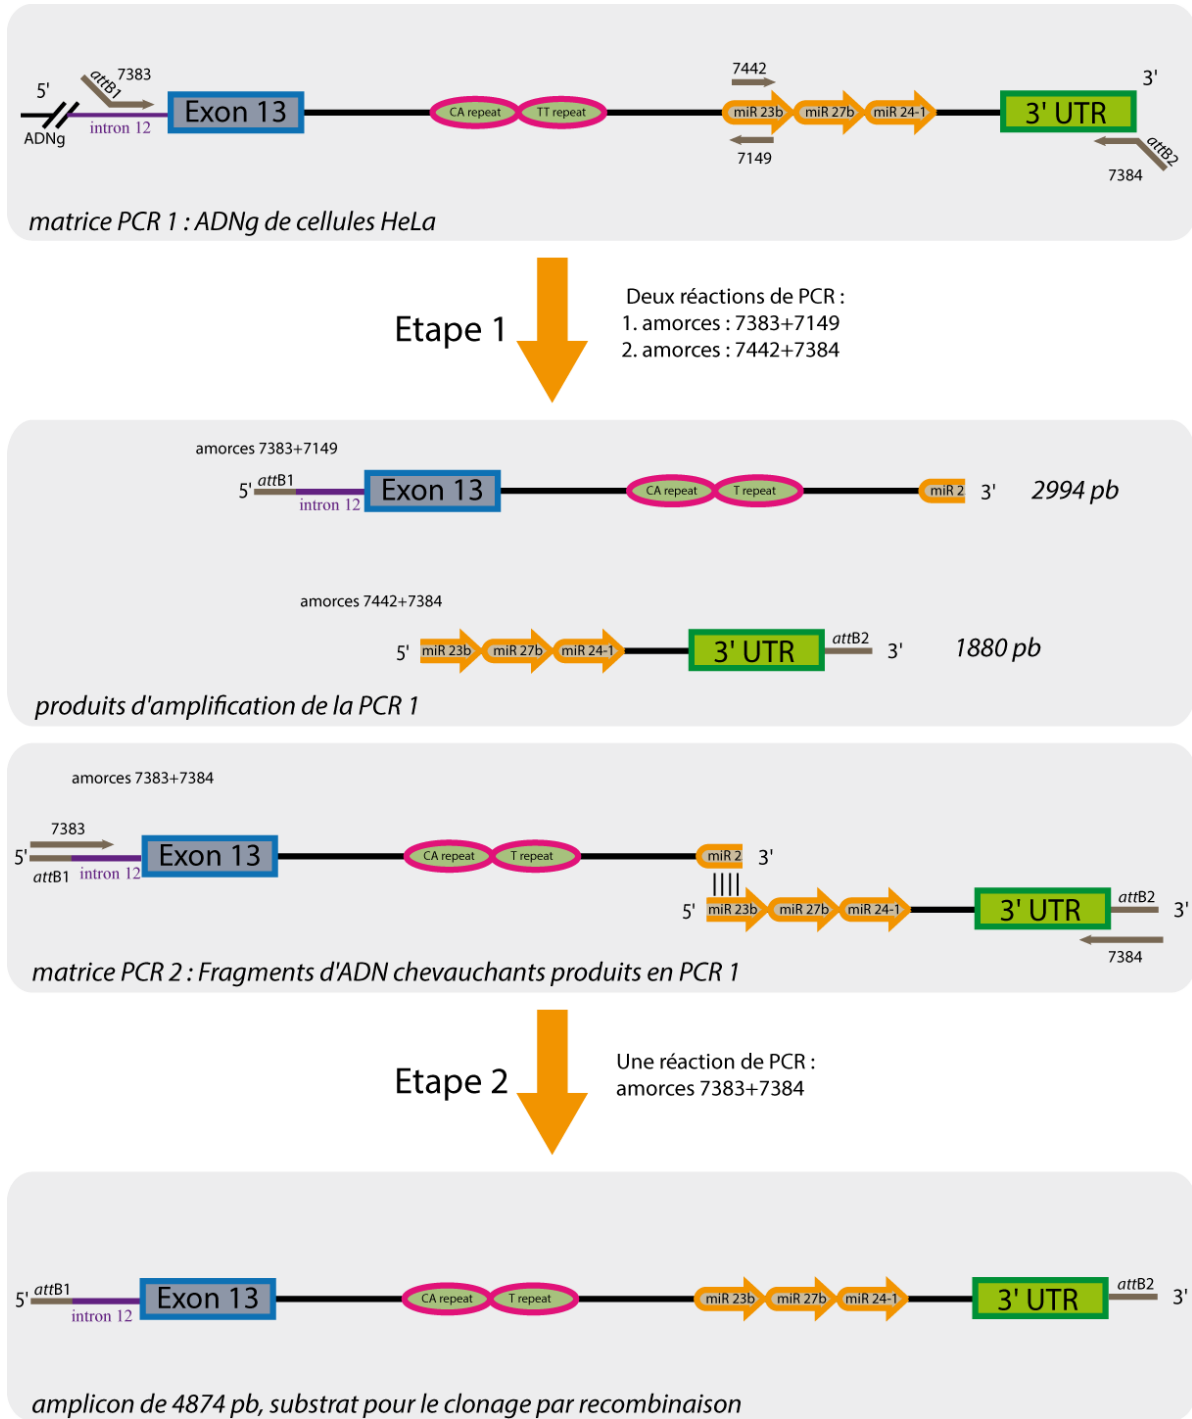 5'
attB1
7383
Exon 13
intron 12
ADNg
CA repeat
TT repeat
7442
miR 23b
miR 27b
miR 24-1
7149
3' UTR
3'
attB2
7384
matrice PCR 1 : ADNg de cellules HeLa
Etape 1
Deux réactions de PCR :
1. amorces : 7383+7149
2. amorces : 7442+7384
amorces 7383+7149
5'
attB1
intron 12
Exon 13
CA repeat
T repeat
miR 2
3'
2994 pb
amorces 7442+7384
5'
miR 23b
miR 27b
miR 24-1
3' UTR
attB2
3'
1880 pb
produits d'amplification de la PCR 1
amorces 7383+7384
7383
5'
attB1
intron 12
Exon 13
CA repeat
T repeat
miR 2
3'
5'
miR 23b
miR 27b
miR 24-1
3' UTR
attB2
3'
7384
matrice PCR 2 : Fragments d'ADN chevauchants produits en PCR 1
Etape 2
Une réaction de PCR :
amorces 7383+7384
5'
attB1
intron 12
Exon 13
CA repeat
T repeat
miR 23b
miR 27b
miR 24-1
3' UTR
attB2
3'
amplicon de 4874 pb, substrat pour le clonage par recombinaison